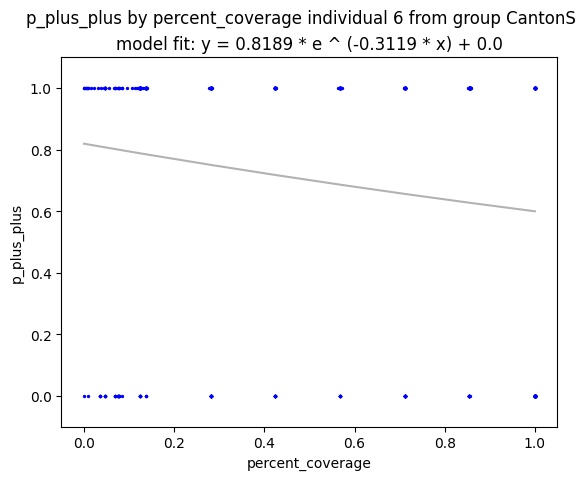 p_plus_plus by percent_coverage individual 6 from group CantonS
model fit: y = 0.8189 * e ^ (-0.3119 * x) + 0.0
1.0
0.8
0.6
0.4
0.2
0.0
p_plus_plus
0.0 0.2 0.4 0.6 0.8 1.0
percent_coverage